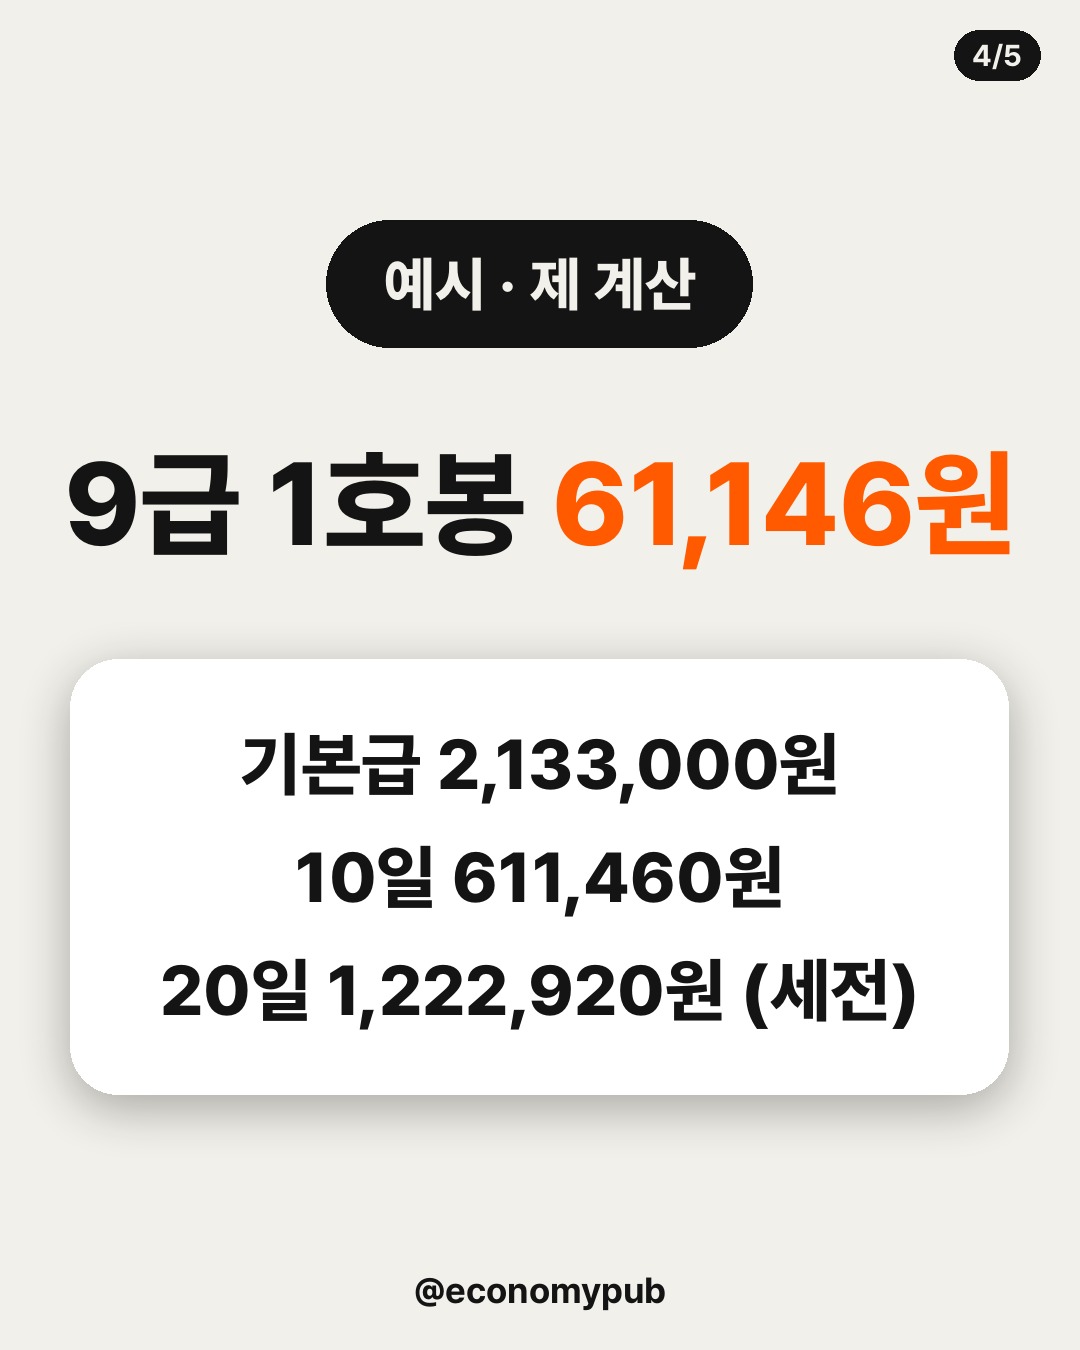 4/5
예시 · 제 계산
9급 1호봉 61,146원
기본급 2,133,000원
10일 611,460원
20일 1,222,920원 (세전)
@economypub